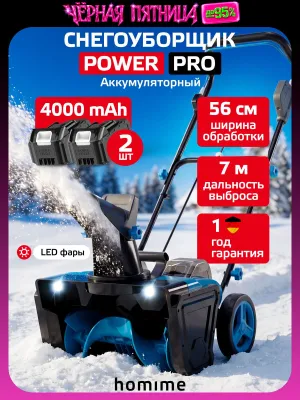 ЧЁРНАЯ ПЯТНИЦА до 85%
СНЕГОУБОРЩИК
POWER PRO
Аккумуляторный
4000 mAh
2
шт
56 см
ширина
обработки
7 м
дальность
выброса
1
год
гарантия
LED фары
homime